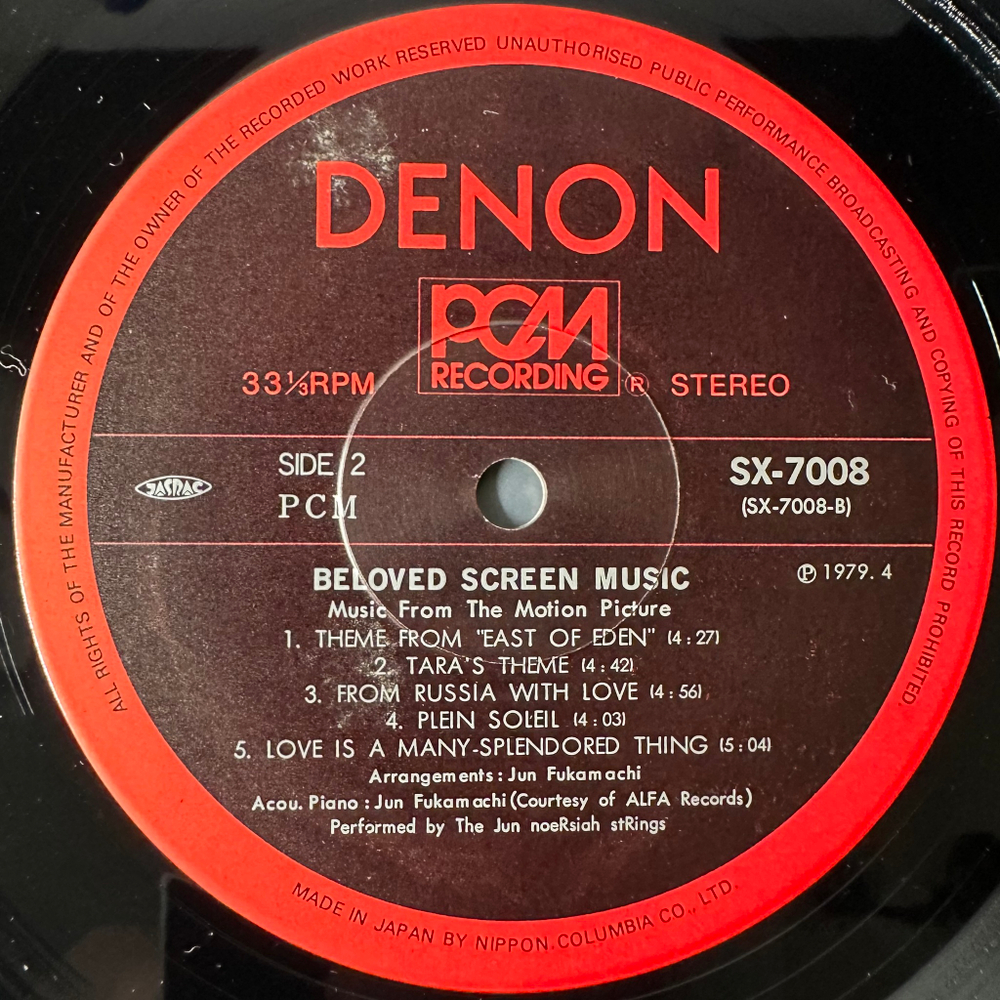 ALL RIGHTS OF THE MANUFACTURER AND OF THE OWNER OF THE RECORDED WORK RESERVED UNAUTHORISED PUBLIC PERFORMANCE BROADCASTING AND COPYING OF THIS RECORD PROHIBITED.
DENON
PCM
RECORDING
33⅓RPM ® STEREO
SIDE 2
SX-7008
JASRAC
PCM
(SX-7008-B)
BELOVED SCREEN MUSIC
℗ 1979. 4
Music From The Motion Picture
1. THEME FROM "EAST OF EDEN" (4:27)
2. TARA'S THEME (4:42)
3. FROM RUSSIA WITH LOVE (4:56)
4. PLEIN SOLEIL (4:03)
5. LOVE IS A MANY-SPLENDORED THING (5:04)
Arrangements: Jun Fukamachi
Acou. Piano: Jun Fukamachi (Courtesy of ALFA Records)
Performed by The Jun noeRsiah stRings
MADE IN JAPAN BY NIPPON COLUMBIA CO., LTD.